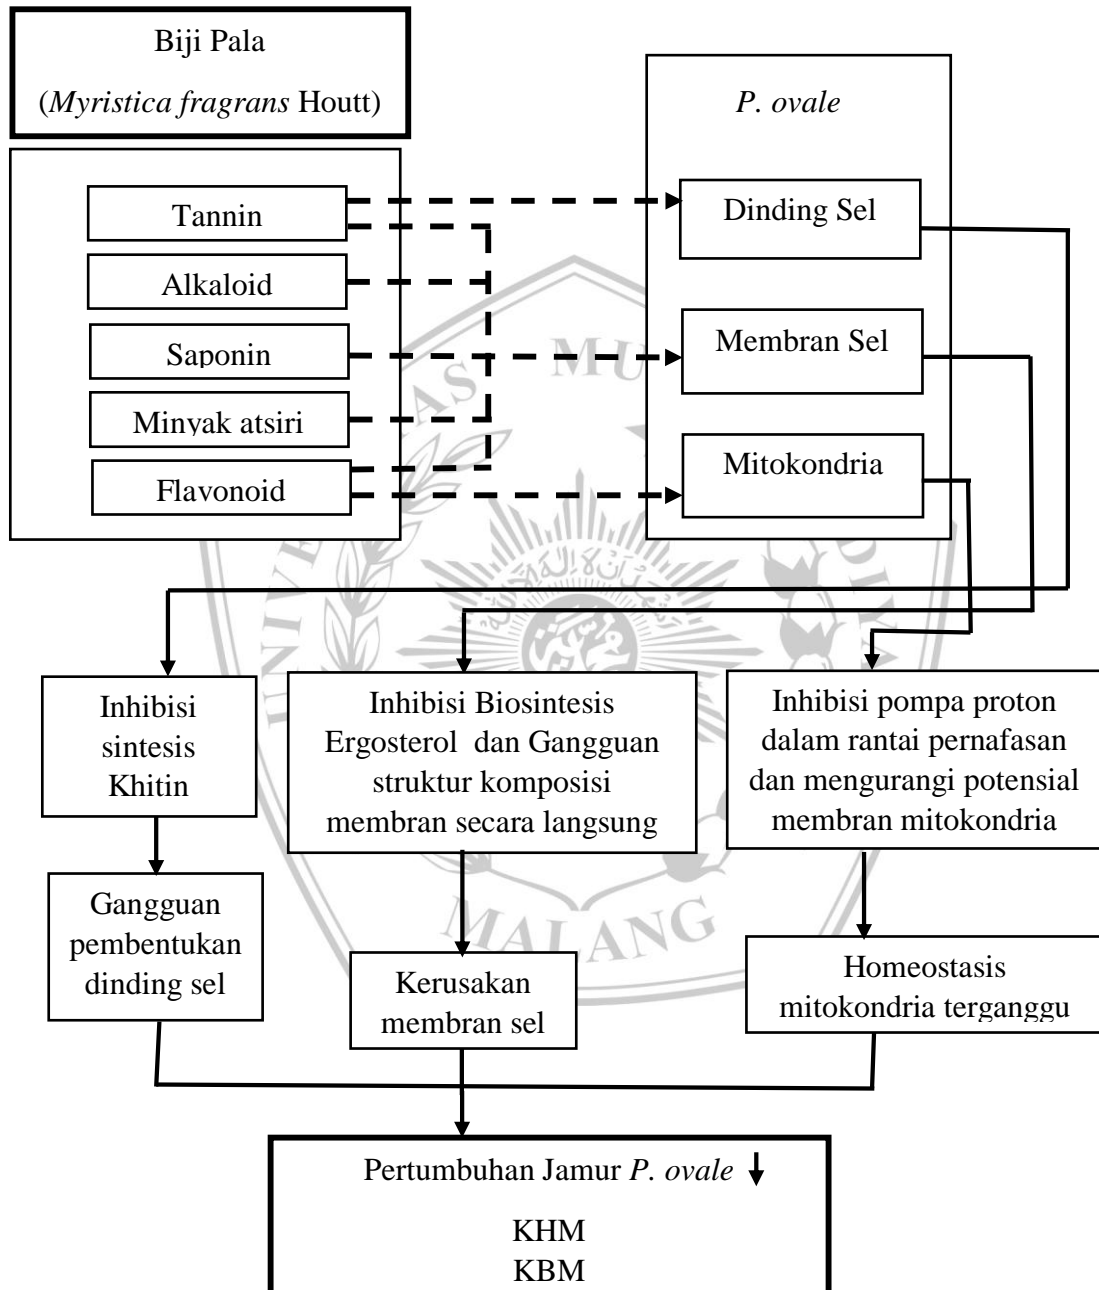 Biji Pala
(Myristica fragrans Houtt)
P. ovale
Tannin
Alkaloid
Saponin
Minyak atsiri
Flavonoid
Dinding Sel
Membran Sel
Mitokondria
Inhibisi
sintesis
Khitin
Inhibisi Biosintesis
Ergosterol dan Gangguan
struktur komposisi
membran secara langsung
Inhibisi pompa proton
dalam rantai pernafasan
dan mengurangi potensial
membran mitokondria
Gangguan
pembentukan
dinding sel
Kerusakan
membran sel
Homeostasis
mitokondria terganggu
Pertumbuhan Jamur P. ovale
KHM
KBM
MALANG